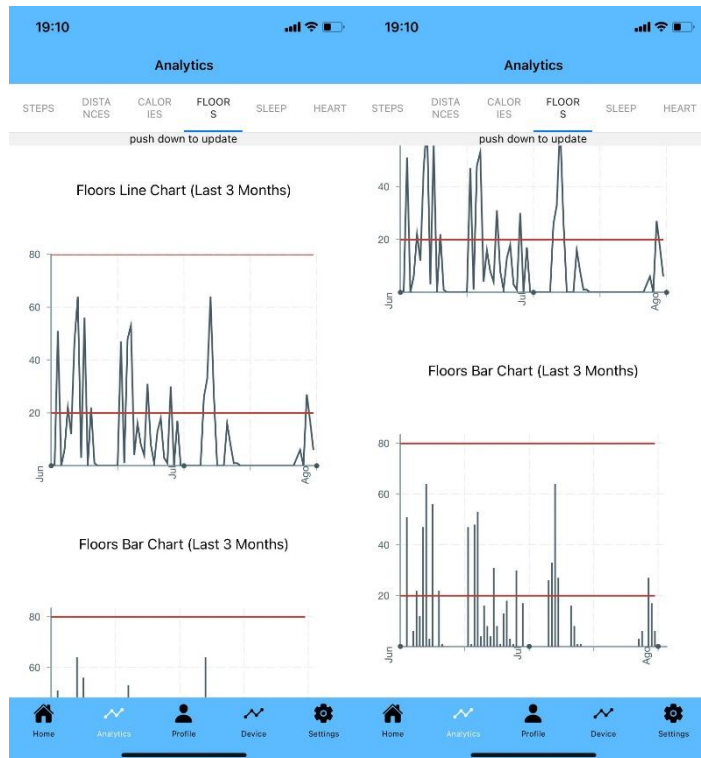 19:10
Analytics
STEPS
DISTA
NCES
CALOR
IES
FLOOR
S
SLEEP
HEART
push down to update
Floors Line Chart (Last 3 Months)
80
60
40
20
Jun
Jul
Ago
Floors Bar Chart (Last 3 Months)
80
60
Home
Analytics
Profile
Device
Settings
19:10
Analytics
STEPS
DISTA
NCES
CALOR
IES
FLOOR
S
SLEEP
HEART
push down to update
40
20
Jun
Jul
Ago
Floors Bar Chart (Last 3 Months)
80
60
40
20
Jun
Jul
Ago
Home
Analytics
Profile
Device
Settings